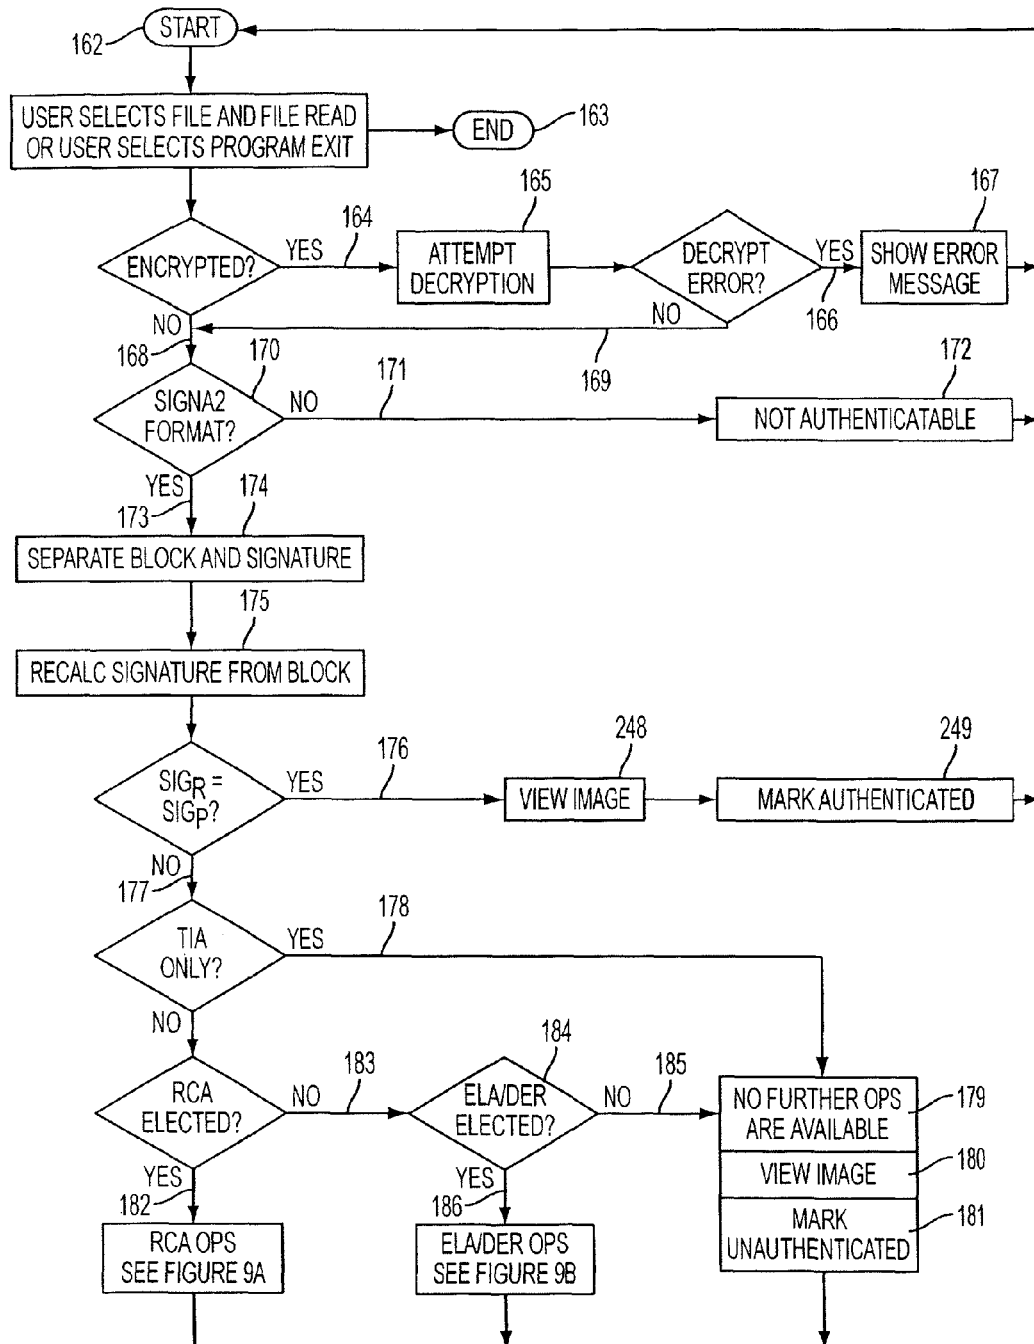 START
162
USER SELECTS FILE AND FILE READ
OR USER SELECTS PROGRAM EXIT
END
163
ENCRYPTED?
YES
164
165
ATTEMPT
DECRYPTION
DECRYPT
ERROR?
YES
166
167
SHOW ERROR
MESSAGE
NO
168
NO
169
170
SIGNA2
FORMAT?
NO
171
172
NOT AUTHENTICATABLE
YES
173
174
SEPARATE BLOCK AND SIGNATURE
175
RECALC SIGNATURE FROM BLOCK
SIGR =
SIGP?
YES
176
248
VIEW IMAGE
249
MARK AUTHENTICATED
NO
177
TIA
ONLY?
YES
178
NO
RCA
ELECTED?
NO
183
184
ELA/DER
ELECTED?
NO
185
NO FURTHER OPS
ARE AVAILABLE
179
VIEW IMAGE
180
MARK
UNAUTHENTICATED
181
YES
182
RCA OPS
SEE FIGURE 9A
YES
186
ELA/DER OPS
SEE FIGURE 9B